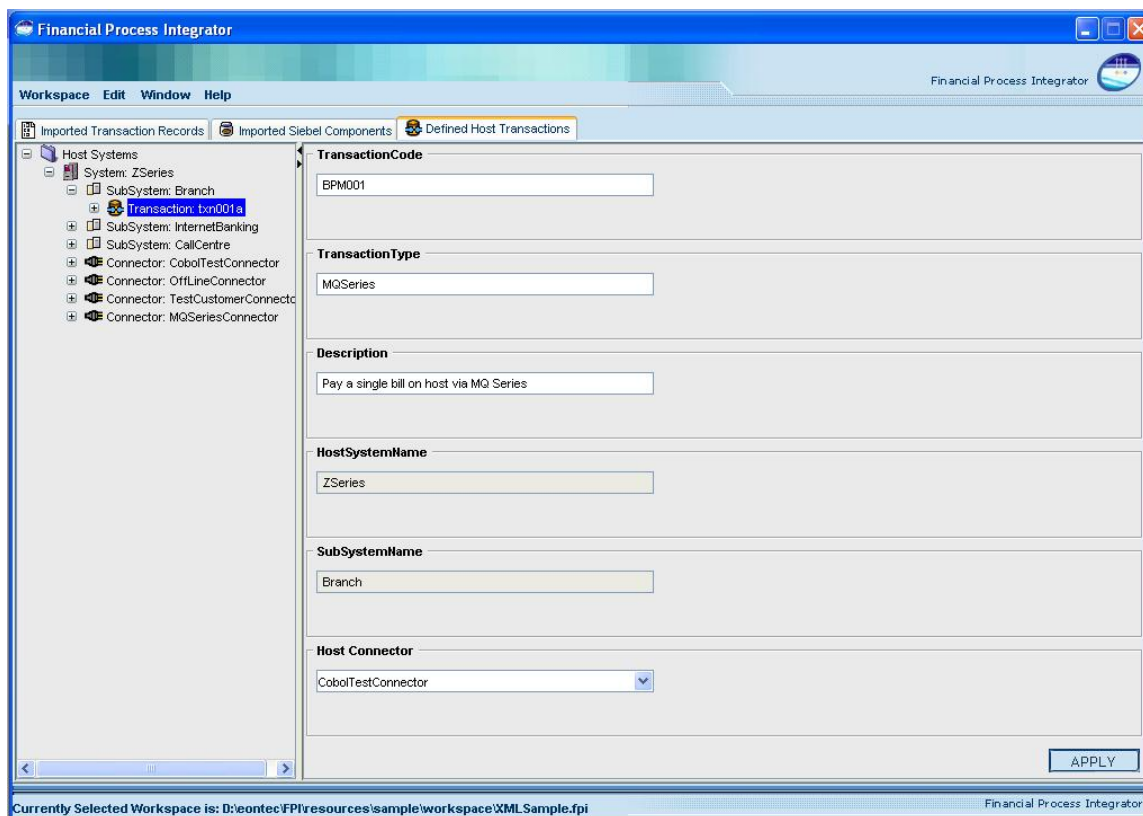 Financial Process Integrator
Financial Process Integrator
Workspace Edit Window Help
Imported Transaction Records Imported Siebel Components Defined Host Transactions
Host Systems
System: ZSeries
SubSystem: Branch
Transaction: txn001a
SubSystem: InternetBanking
SubSystem: CallCentre
Connector: CobolTestConnector
Connector: OffLineConnector
Connector: TestCustomerConnecto
Connector: MQSeriesConnector
TransactionCode
BPM001
TransactionType
MQSeries
Description
Pay a single bill on host via MQ Series
HostSystemName
ZSeries
SubSystemName
Branch
Host Connector
CobolTestConnector
APPLY
Currently Selected Workspace is: D:\eontec\FPI\resources\sample\workspace\XMLSample.fpi
Financial Process Integrator